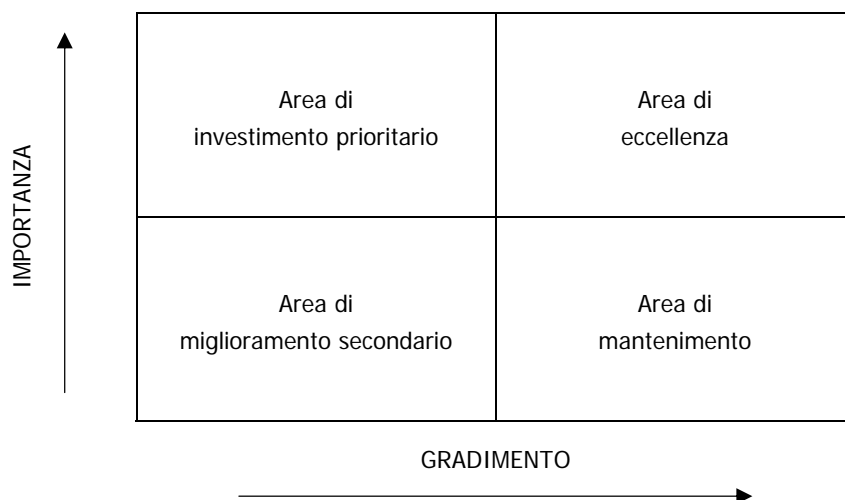 Area di
investimento prioritario
Area di
eccellenza
IMPORTANZA
Area di
miglioramento secondario
Area di
mantenimento
GRADIMENTO